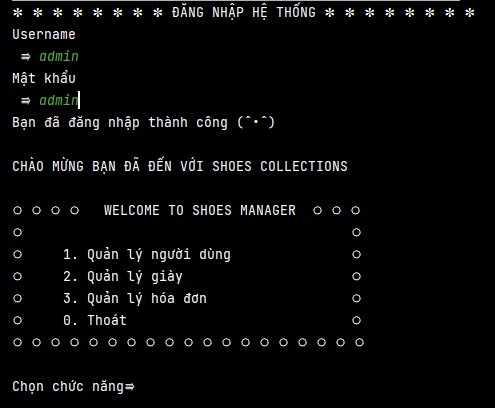 ✼ ✼ ✼ ✼ ✼ ✼ ✼ ✼ ĐĂNG NHẬP HỆ THỐNG ✼ ✼ ✼ ✼ ✼ ✼ ✼ ✼
Username
⇛ admin
Mật khẩu
⇛ admin
Bạn đã đăng nhập thành công (ˆ•ˆ)
CHÀO MỪNG BẠN ĐÃ ĐẾN VỚI SHOES COLLECTIONS
○ ○ ○ ○ WELCOME TO SHOES MANAGER ○ ○ ○
○ ○
○ 1. Quản lý người dùng ○
○ 2. Quản lý giày ○
○ 3. Quản lý hóa đơn ○
○ 0. Thoát ○
○ ○ ○ ○ ○ ○ ○ ○ ○ ○ ○ ○ ○ ○ ○ ○ ○ ○ ○
Chọn chức năng⇛